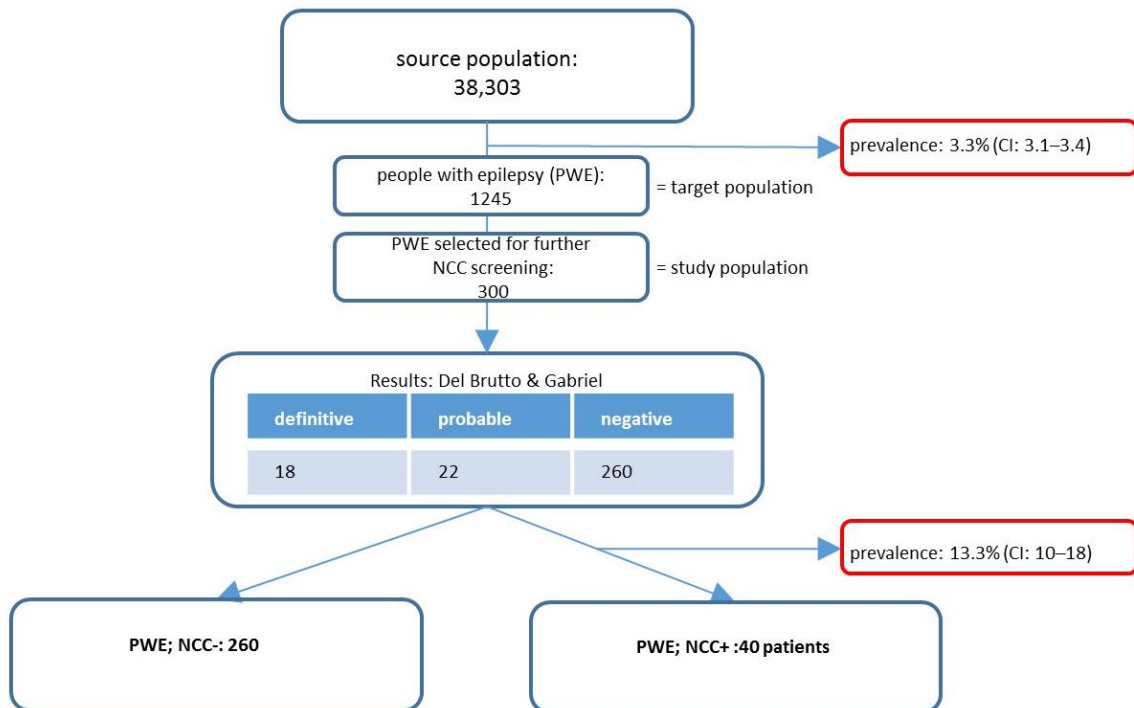 source population:
38,303
prevalence: 3.3% (CI: 3.1–3.4)
people with epilepsy (PWE):
1245
= target population
PWE selected for further
NCC screening:
300
= study population
Results: Del Brutto & Gabriel
definitive probable negative
18 22 260
prevalence: 13.3% (CI: 10–18)
PWE; NCC-: 260
PWE; NCC+ :40 patients